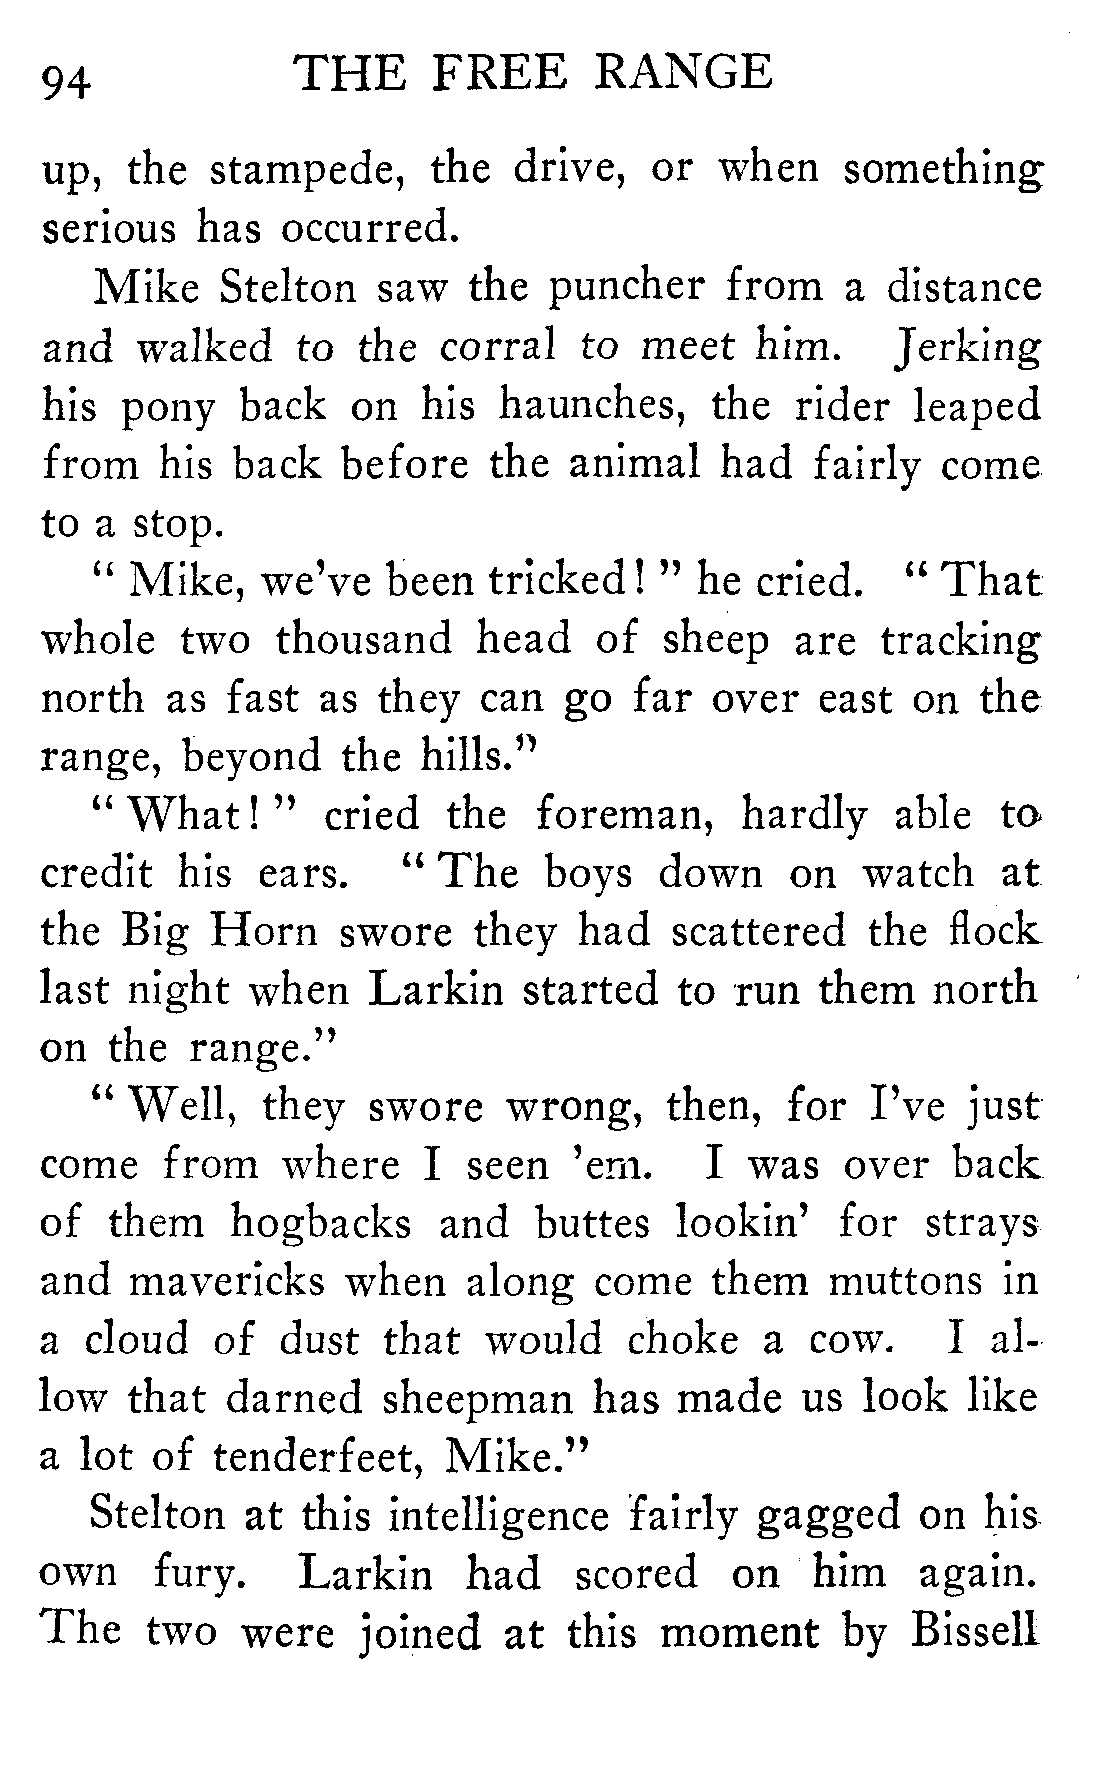 94 THE FREE RANGE
up, the stampede, the drive, or when something
serious has occurred.
Mike Stelton saw the puncher from a distance
and walked to the corral to meet him. Jerking
his pony back on his haunches, the rider leaped
from his back before the animal had fairly come
to a stop.
" Mike, we've been tricked! " he cried. " That
whole two thousand head of sheep are tracking
north as fast as they can go far over east on the
range, beyond the hills."
" What! " cried the foreman, hardly able to
credit his ears. " The boys down on watch at
the Big Horn swore they had scattered the flock
last night when Larkin started to run them north
on the range."
" Well, they swore wrong, then, for I've just
come from where I seen 'em. I was over back
of them hogbacks and buttes lookin' for strays
and mavericks when along come them muttons in
a cloud of dust that would choke a cow. I al-
low that darned sheepman has made us look like
a lot of tenderfeet, Mike."
Stelton at this intelligence fairly gagged on his
own fury. Larkin had scored on him again.
The two were joined at this moment by Bissell